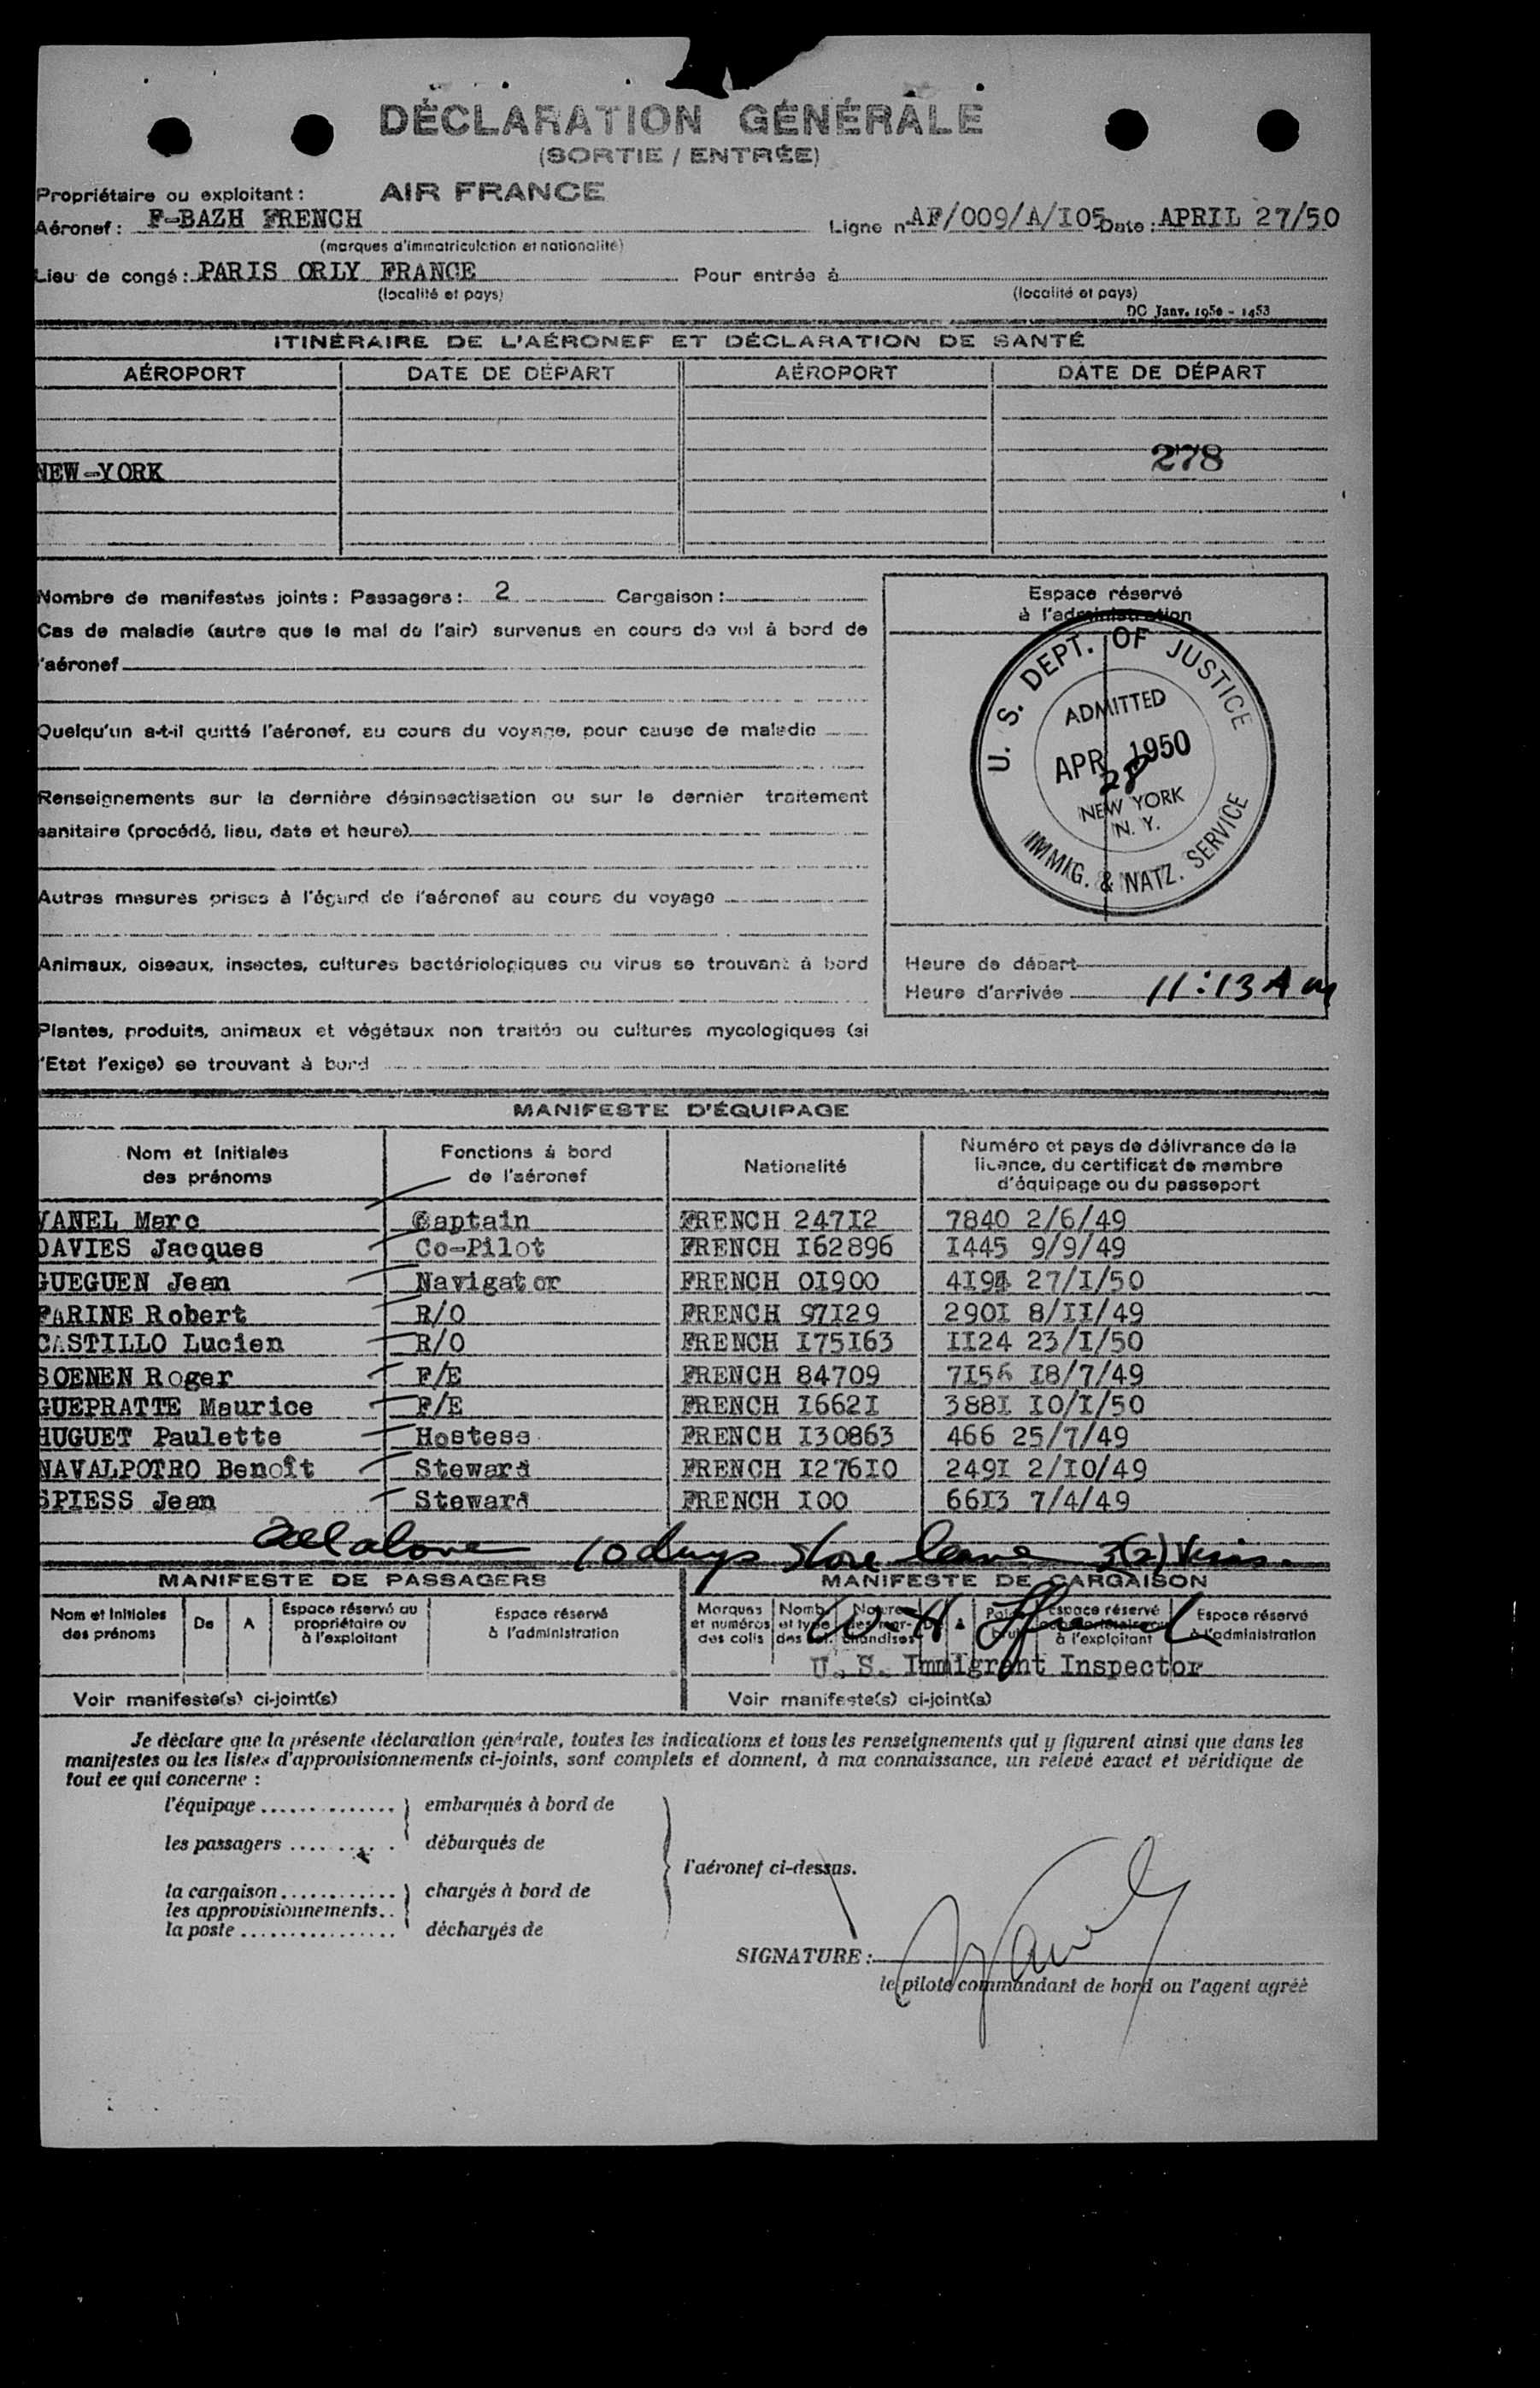 DÉCLARATION GÉNÉRALE
(SORTIE / ENTRÉE)
Propriétaire ou exploitant : AIR FRANCE
Aéronef : F-BAZH FRENCH Ligne n° AF/009/A/I05 Date : APRIL 27/50
(marques d'immatriculation et nationalité)
Lieu de congé : PARIS ORLY FRANCE Pour entrée à
(localité et pays) (localité et pays)
DC Janv. 1950 - 1453
ITINÉRAIRE DE L'AÉRONEF ET DÉCLARATION DE SANTÉ
AÉROPORT DATE DE DÉPART AÉROPORT DATE DE DÉPART
278
NEW-YORK
Nombre de manifestes joints : Passagers : 2 Cargaison :
Cas de maladie (autre que le mal de l'air) survenus en cours de vol à bord de
l'aéronef
Quelqu'un a-t-il quitté l'aéronef, au cours du voyage, pour cause de maladie
Renseignements sur la dernière désinsectisation ou sur le dernier traitement
sanitaire (procédé, lieu, date et heure)
Autres mesures prises à l'égard de l'aéronef au cours du voyage
Animaux, oiseaux, insectes, cultures bactériologiques ou virus se trouvant à bord
Plantes, produits, animaux et végétaux non traités ou cultures mycologiques (si
l'Etat l'exige) se trouvant à bord
Espace réservé
à l'administration
U. S. DEPT. OF JUSTICE
ADMITTED
APR 28 1950
NEW YORK
N. Y.
IMMIG. & NATZ. SERVICE
Heure de départ
Heure d'arrivée 11:13 AM
MANIFESTE D'ÉQUIPAGE
Nom et Initiales des prénoms Fonctions à bord de l'aéronef Nationalité Numéro et pays de délivrance de la licence, du certificat de membre d'équipage ou du passeport
VANEL Marc Captain FRENCH 247I2 7840 2/6/49
DAVIES Jacques Co-Pilot FRENCH I62896 I445 9/9/49
GUEGUEN Jean Navigator FRENCH 0I900 27/I/50
FARINE Robert R/O FRENCH 97I29 290I 8/II/49
CASTILLO Lucien R/O FRENCH I75I63 II24 23/I/50
SOENEN Roger F/E FRENCH 84709 7I56 I8/7/49
GUEPRATTE Maurice F/E FRENCH I662I 388I I0/I/50
HUGUET Paulette Hostess FRENCH I30863 466 25/7/49
NAVALPOTRO Benoît Steward FRENCH I276I0 249I 2/I0/49
SPIESS Jean Steward FRENCH I00 66I3 7/4/49
All above 10 days shore leave 3(2) Visas.
MANIFESTE DE PASSAGERS MANIFESTE DE CARGAISON
Nom et Initiales des prénoms De A Espace réservé au propriétaire ou à l'exploitant Espace réservé à l'administration
Marques et numéros des colis Espace réservé à l'exploitant Espace réservé à l'administration
W. H.
U. S. Immigrant Inspector
Voir manifeste(s) ci-joint(s) Voir manifeste(s) ci-joint(s)
Je déclare que la présente déclaration générale, toutes les indications et tous les renseignements qui y figurent ainsi que dans les
manifestes ou les listes d'approvisionnements ci-joints, sont complets et donnent, à ma connaissance, un relevé exact et véridique de
tout ce qui concerne :
l'équipage .............. embarqués à bord de
les passagers .......... débarqués de
l'aéronef ci-dessus.
la cargaison............ chargés à bord de
les approvisionnements..
la poste ................ déchargés de
SIGNATURE :
le pilote commandant de bord ou l'agent agréé